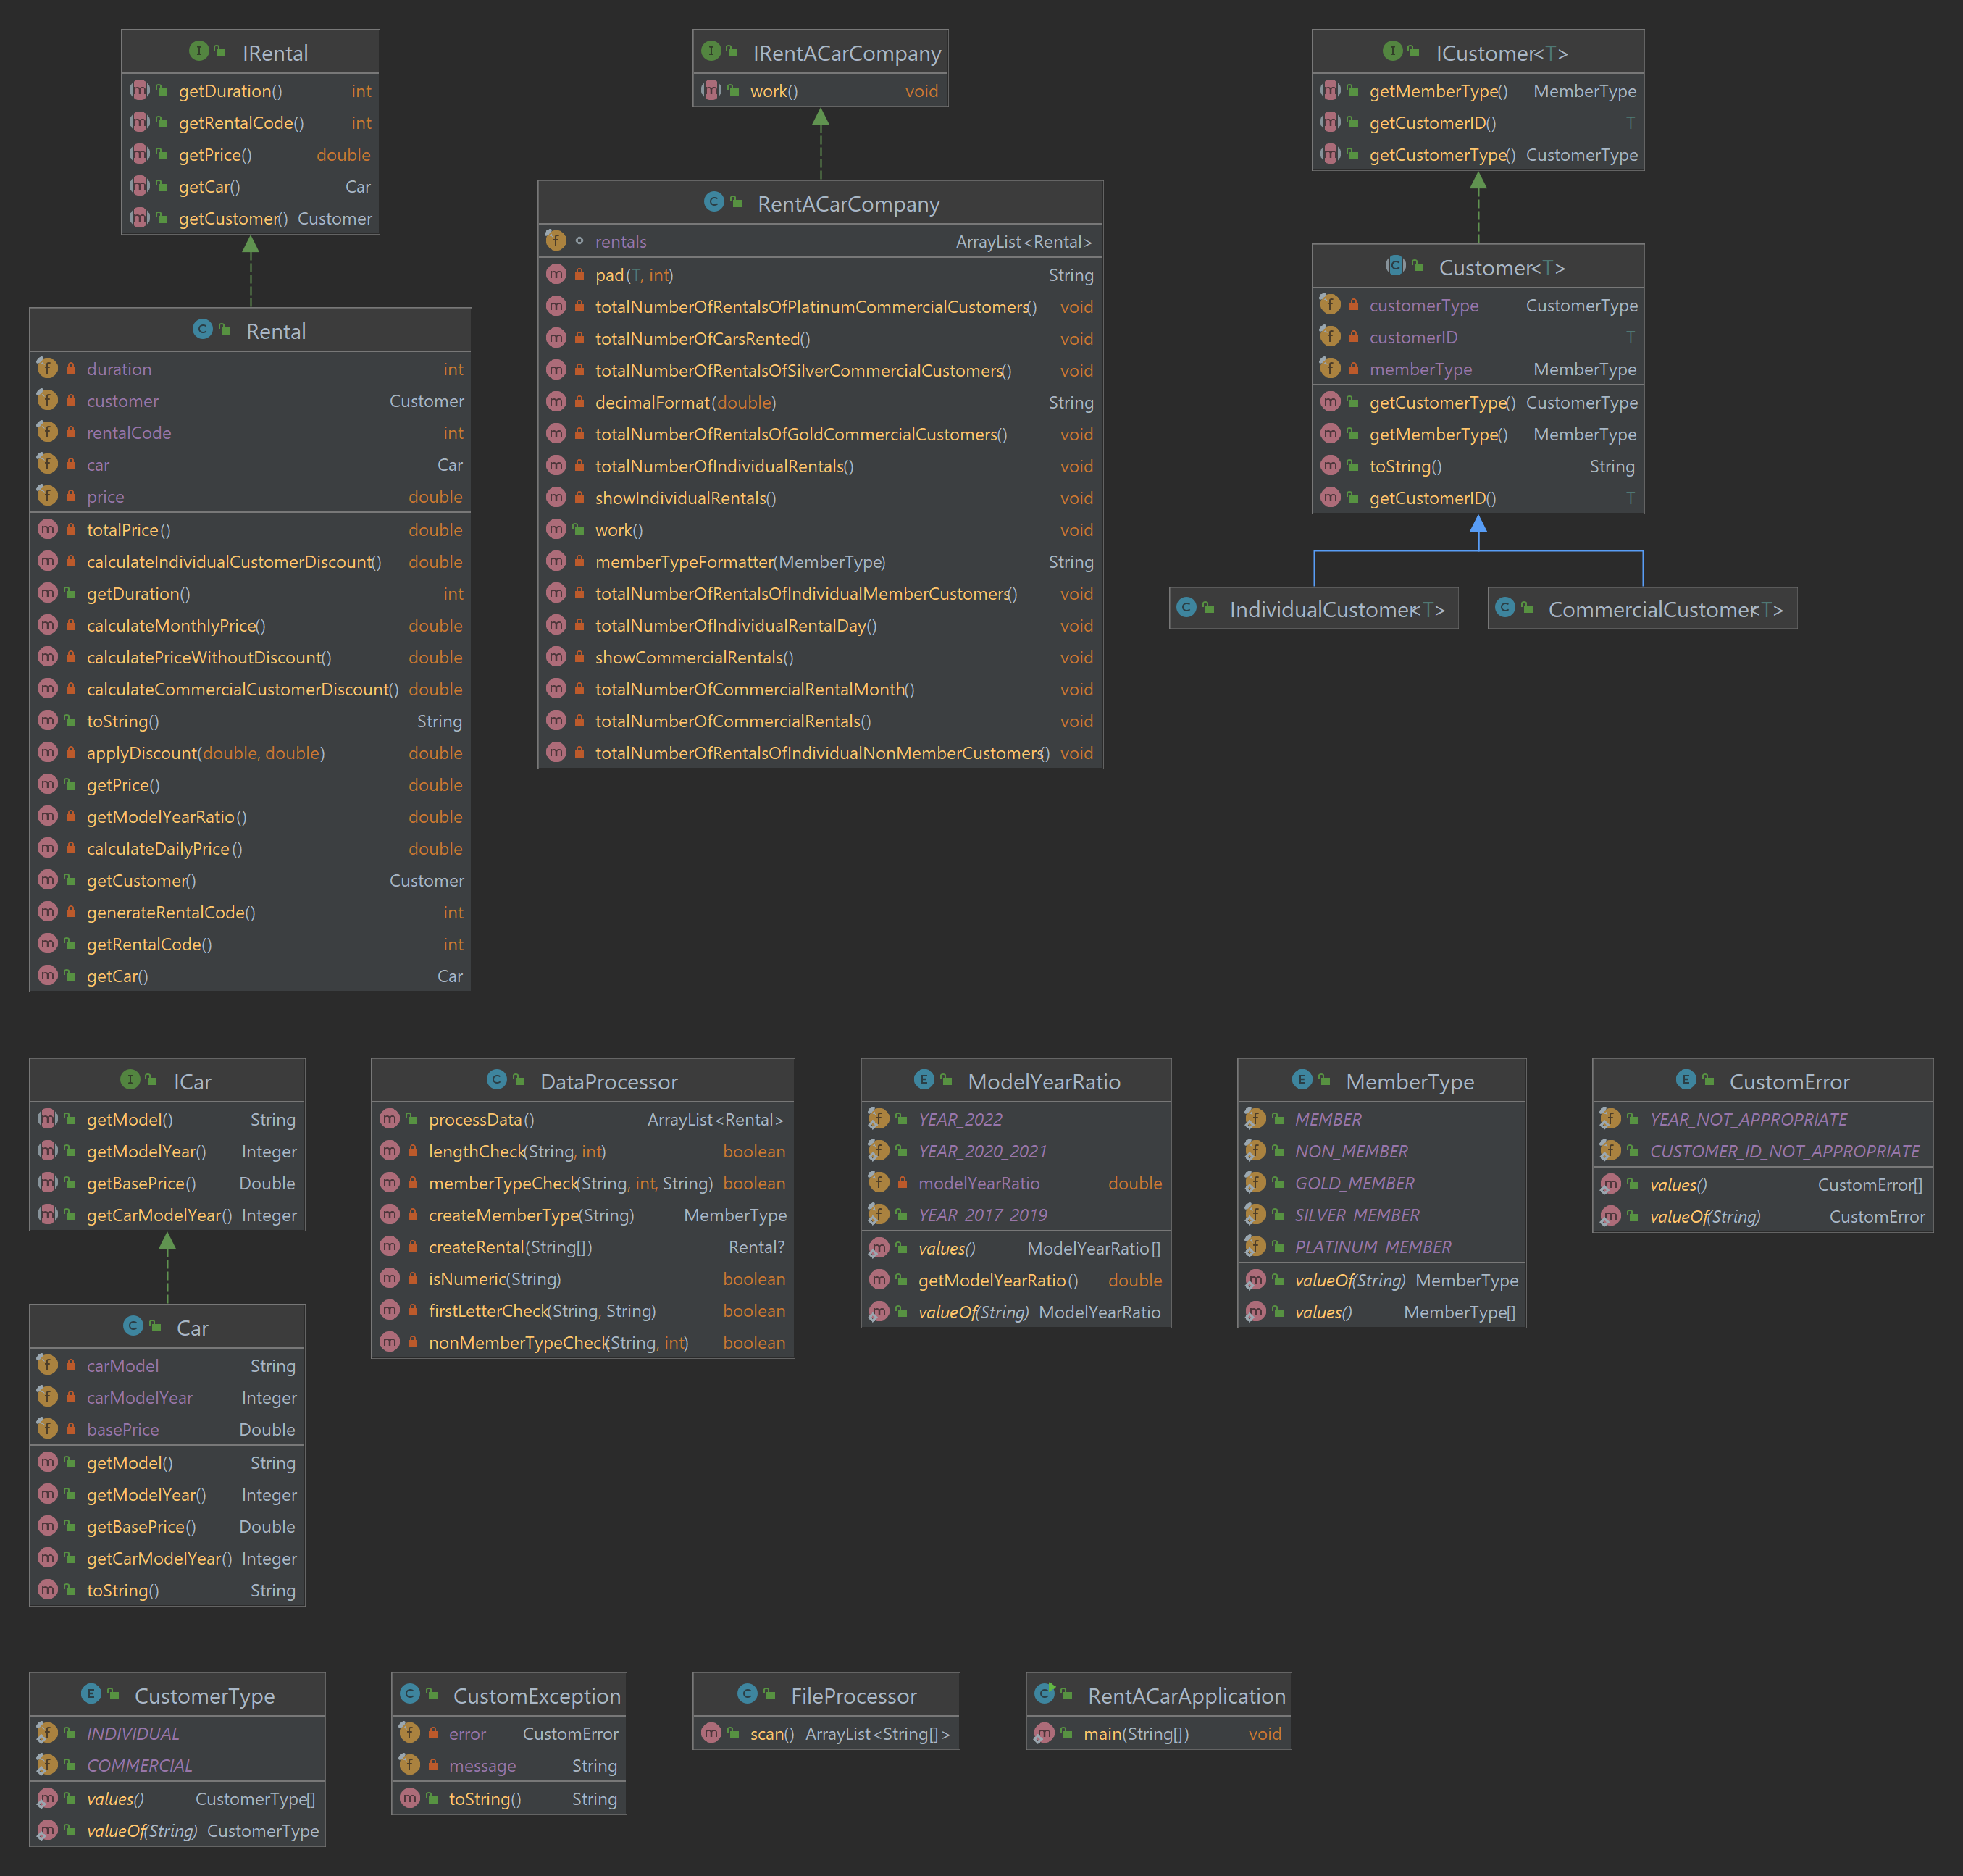 IRental
getDuration() int
getRentalCode() int
getPrice() double
getCar() Car
getCustomer() Customer
Rental
duration int
customer Customer
rentalCode int
car Car
price double
totalPrice() double
calculateIndividualCustomerDiscount() double
getDuration() int
calculateMonthlyPrice() double
calculatePriceWithoutDiscount() double
calculateCommercialCustomerDiscount() double
toString() String
applyDiscount(double, double) double
getPrice() double
getModelYearRatio() double
calculateDailyPrice() double
getCustomer() Customer
generateRentalCode() int
getRentalCode() int
getCar() Car
IRentACarCompany
work() void
RentACarCompany
rentals ArrayList<Rental>
pad(T, int) String
totalNumberOfRentalsOfPlatinumCommercialCustomers() void
totalNumberOfCarsRented() void
totalNumberOfRentalsOfSilverCommercialCustomers() void
decimalFormat(double) String
totalNumberOfRentalsOfGoldCommercialCustomers() void
totalNumberOfIndividualRentals() void
showIndividualRentals() void
work() void
memberTypeFormatter(MemberType) String
totalNumberOfRentalsOfIndividualMemberCustomers() void
totalNumberOfIndividualRentalDay() void
showCommercialRentals() void
totalNumberOfCommercialRentalMonth() void
totalNumberOfCommercialRentals() void
totalNumberOfRentalsOfIndividualNonMemberCustomers() void
ICustomer<T>
getMemberType() MemberType
getCustomerID() T
getCustomerType() CustomerType
Customer<T>
customerType CustomerType
customerID T
memberType MemberType
getCustomerType() CustomerType
getMemberType() MemberType
toString() String
getCustomerID() T
IndividualCustomer<T>
CommercialCustomer<T>
ICar
getModel() String
getModelYear() Integer
getBasePrice() Double
getCarModelYear() Integer
Car
carModel String
carModelYear Integer
basePrice Double
getModel() String
getModelYear() Integer
getBasePrice() Double
getCarModelYear() Integer
toString() String
DataProcessor
processData() ArrayList<Rental>
lengthCheck(String, int) boolean
memberTypeCheck(String, int, String) boolean
createMemberType(String) MemberType
createRental(String[]) Rental?
isNumeric(String) boolean
firstLetterCheck(String, String) boolean
nonMemberTypeCheck(String, int) boolean
ModelYearRatio
YEAR_2022
YEAR_2020_2021
modelYearRatio double
YEAR_2017_2019
values() ModelYearRatio[]
getModelYearRatio() double
valueOf(String) ModelYearRatio
MemberType
MEMBER
NON_MEMBER
GOLD_MEMBER
SILVER_MEMBER
PLATINUM_MEMBER
valueOf(String) MemberType
values() MemberType[]
CustomError
YEAR_NOT_APPROPRIATE
CUSTOMER_ID_NOT_APPROPRIATE
values() CustomError[]
valueOf(String) CustomError
CustomerType
INDIVIDUAL
COMMERCIAL
values() CustomerType[]
valueOf(String) CustomerType
CustomException
error CustomError
message String
toString() String
FileProcessor
scan() ArrayList<String[]>
RentACarApplication
main(String[]) void